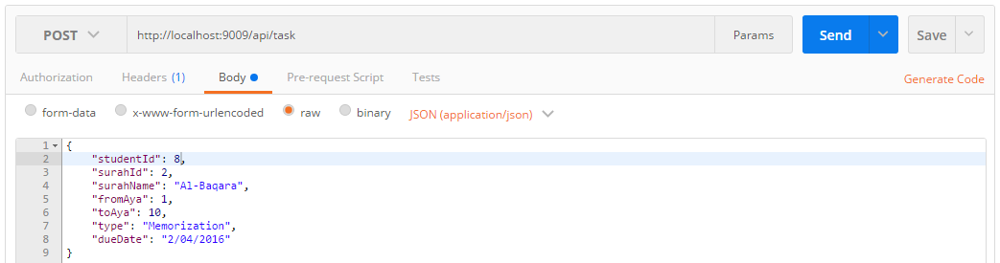 POST http://localhost:9009/api/task Params Send Save
Authorization Headers (1) Body Pre-request Script Tests Generate Code
form-data x-www-form-urlencoded raw binary JSON (application/json)
1 {
2 "studentId": 8,
3 "surahId": 2,
4 "surahName": "Al-Baqara",
5 "fromAya": 1,
6 "toAya": 10,
7 "type": "Memorization",
8 "dueDate": "2/04/2016"
9 }